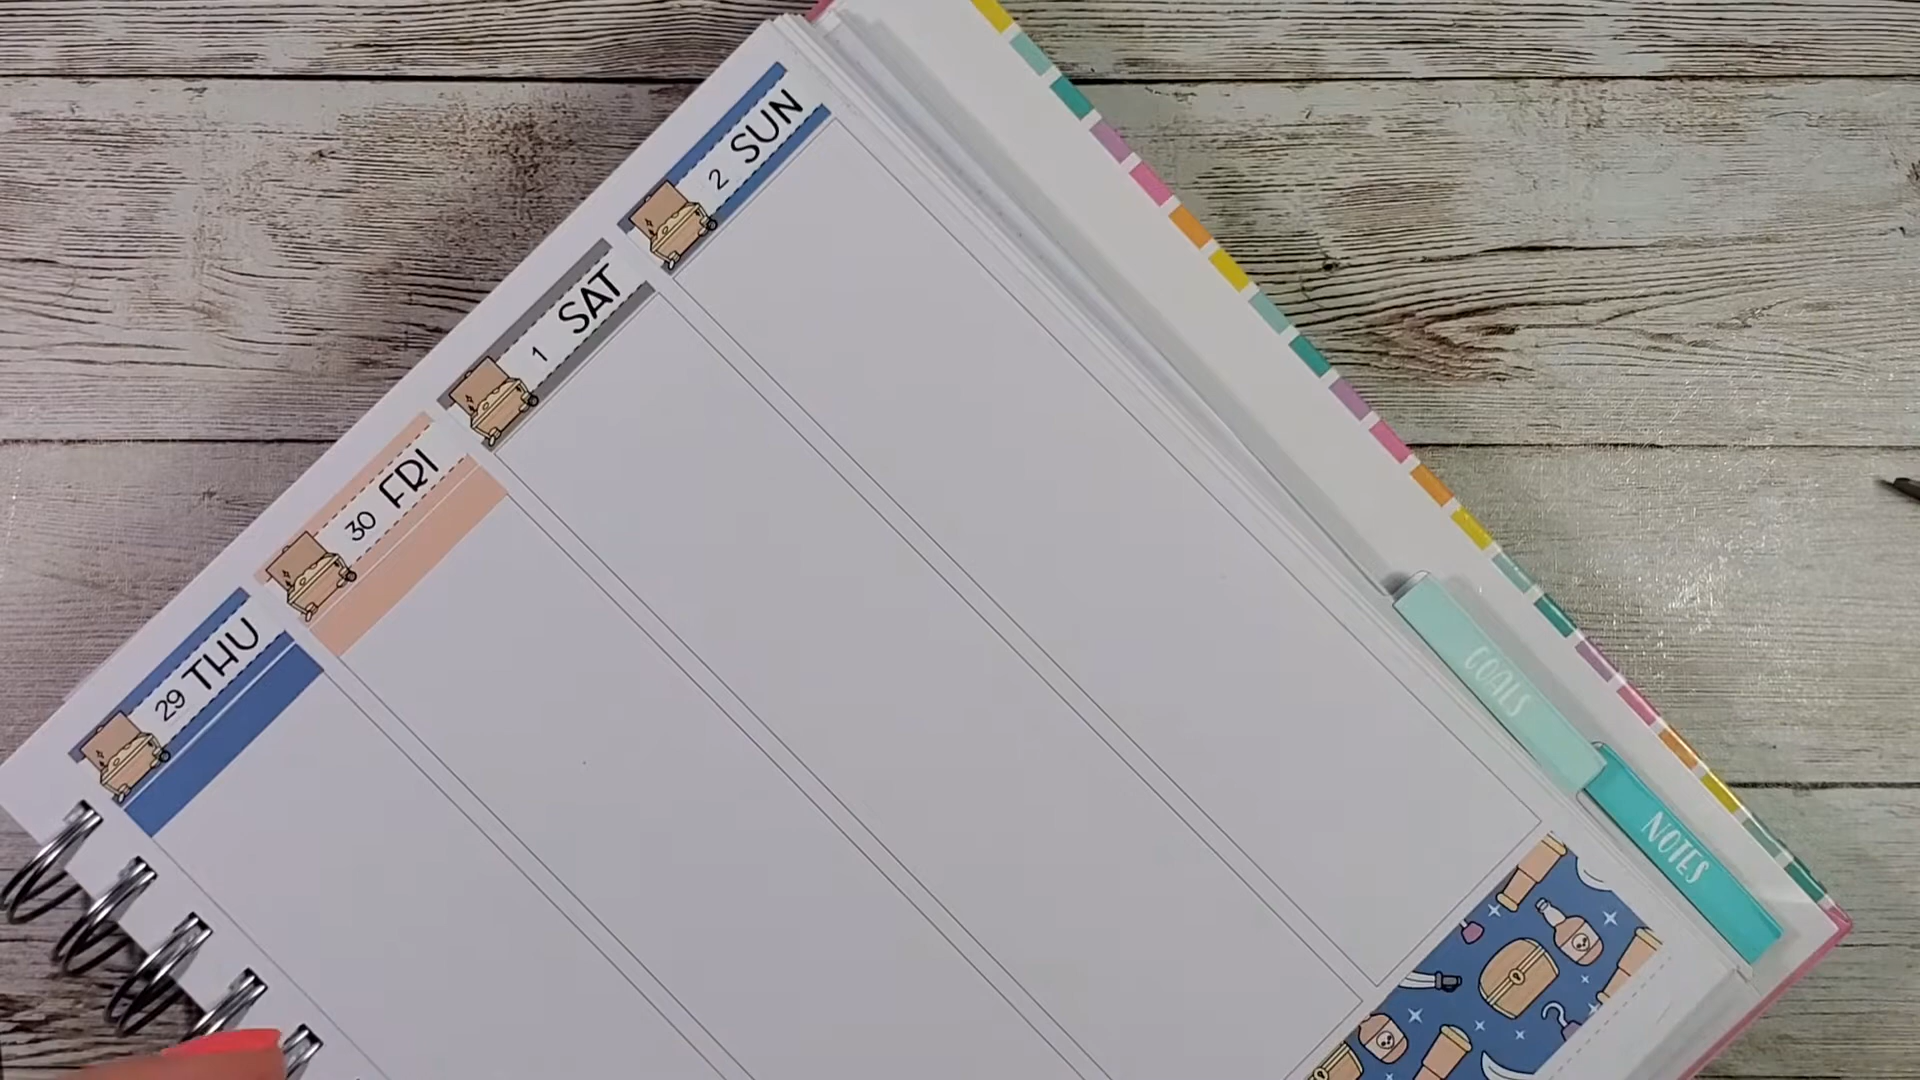 29 THU
30 FRI
1 SAT
2 SUN
GOALS
NOTES